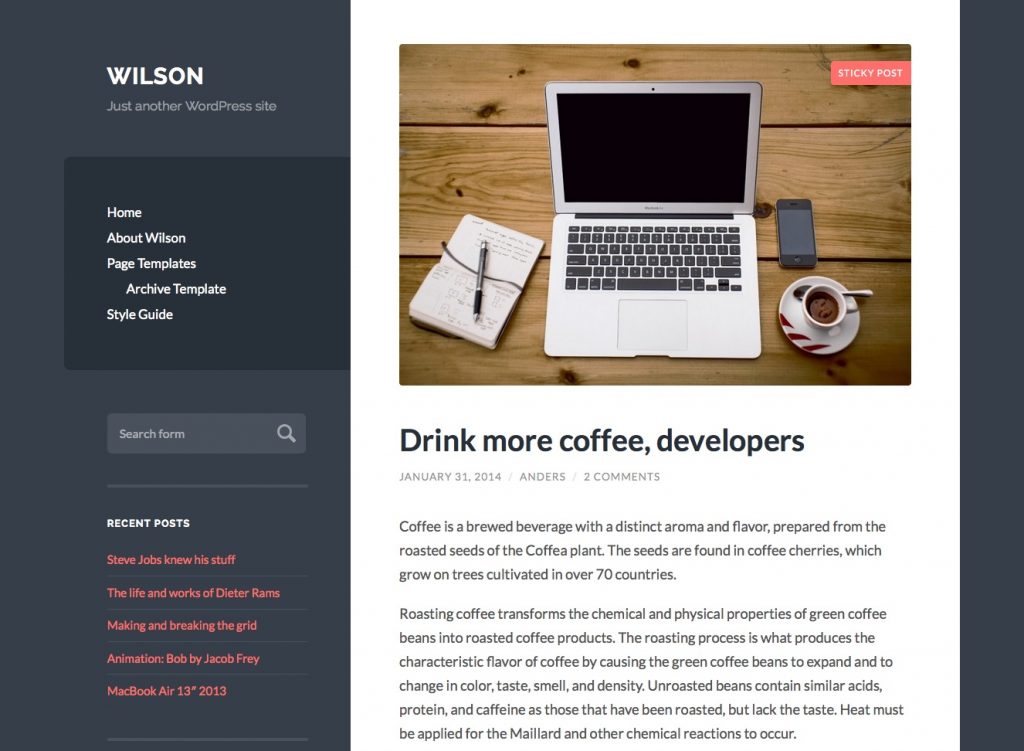 WILSON
Just another WordPress site
Home
About Wilson
Page Templates
Archive Template
Style Guide
Search form
RECENT POSTS
Steve Jobs knew his stuff
The life and works of Dieter Rams
Making and breaking the grid
Animation: Bob by Jacob Frey
MacBook Air 13″ 2013
STICKY POST
Drink more coffee, developers
JANUARY 31, 2014 / ANDERS / 2 COMMENTS
Coffee is a brewed beverage with a distinct aroma and flavor, prepared from the
roasted seeds of the Coffea plant. The seeds are found in coffee cherries, which
grow on trees cultivated in over 70 countries.
Roasting coffee transforms the chemical and physical properties of green coffee
beans into roasted coffee products. The roasting process is what produces the
characteristic flavor of coffee by causing the green coffee beans to expand and to
change in color, taste, smell, and density. Unroasted beans contain similar acids,
protein, and caffeine as those that have been roasted, but lack the taste. Heat must
be applied for the Maillard and other chemical reactions to occur.